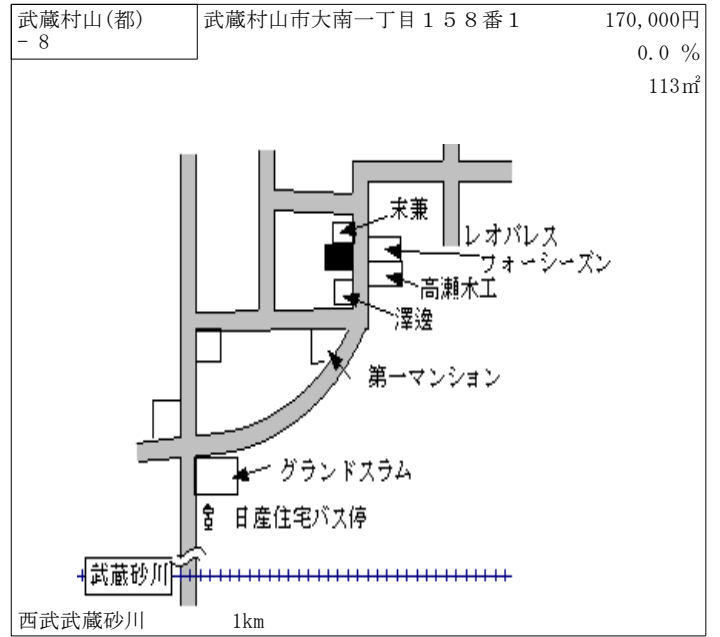 武蔵村山(都)
- 8
武蔵村山市大南一丁目１５８番1
170,000円
0.0 %
113㎡
末兼
レオパレス
フォーシーズン
高瀬木工
澤逸
第一マンション
グランドスラム
日産住宅バス停
武蔵砂川
西武武蔵砂川
1km